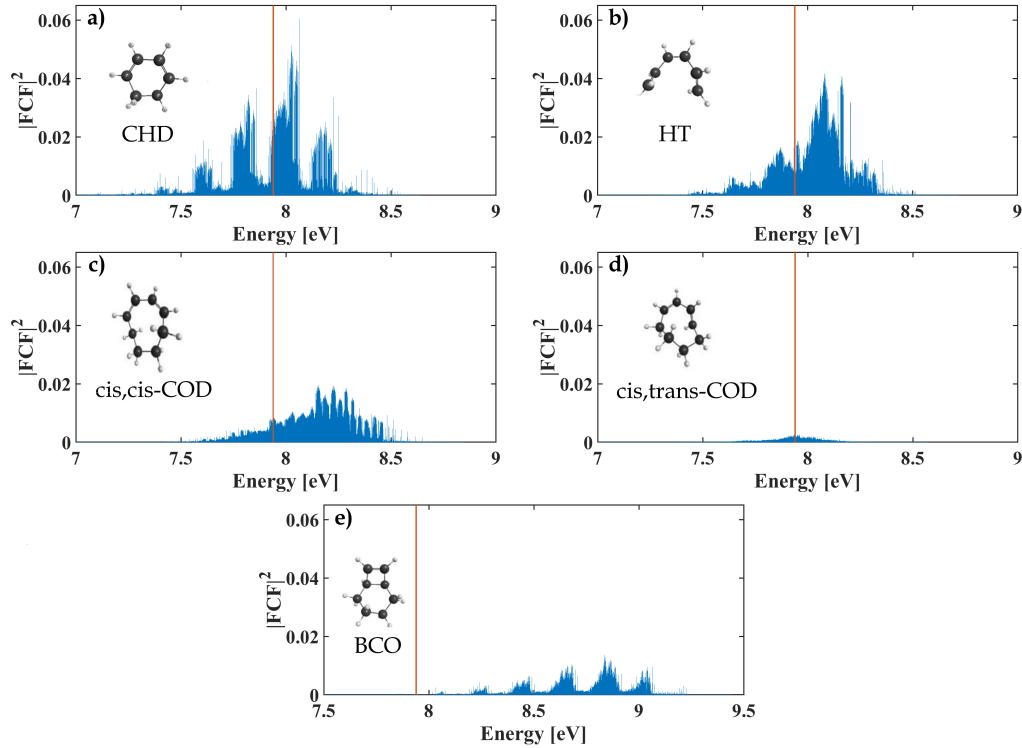 a)
0.06
0.04
0.02
0
|FCF|²
CHD
7 7.5 8 8.5 9
Energy [eV]
b)
0.06
0.04
0.02
0
|FCF|²
HT
7 7.5 8 8.5 9
Energy [eV]
c)
0.06
0.04
0.02
0
|FCF|²
cis,cis-COD
7 7.5 8 8.5 9
Energy [eV]
d)
0.06
0.04
0.02
0
|FCF|²
cis,trans-COD
7 7.5 8 8.5 9
Energy [eV]
e)
0.06
0.04
0.02
0
|FCF|²
BCO
7.5 8 8.5 9 9.5
Energy [eV]